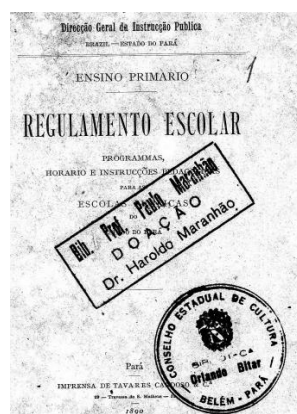 Direcção Geral de Instrucção Publica
BRAZIL — ESTADO DO PARÁ
ENSINO PRIMARIO
1
REGULAMENTO ESCOLAR
PROGRAMMAS,
HORARIO E INSTRUCÇÕES
PARA AS
ESCOLAS
DO
DO PARÁ
Bib. Prof. Paulo Maranhão
DOAÇÃO
Dr. Haroldo Maranhão
CONSELHO ESTADUAL DE CULTURA
Orlando Bitar
BELÉM - PARÁ
Pará
IMPRENSA DE TAVARES CARDOSO
1890